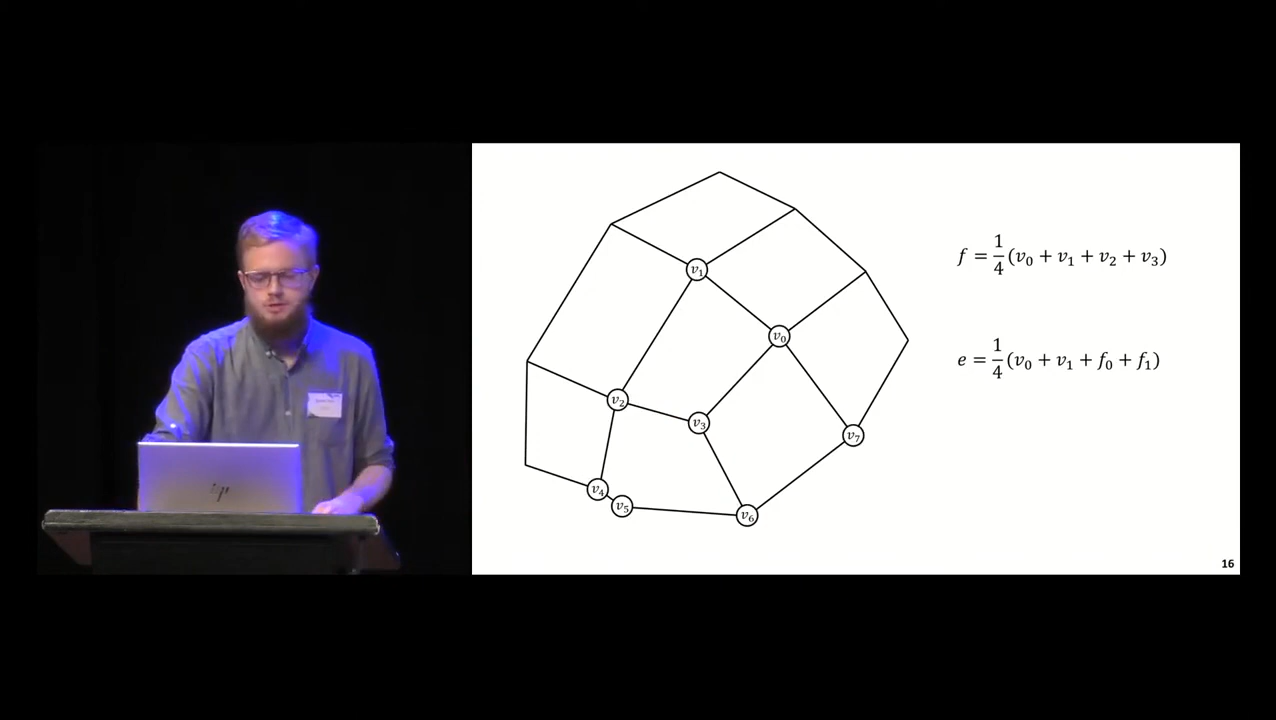 v₁
v₀
v₂
v₃
v₇
v₄
v₅
v₆
f = 1/4 (v₀ + v₁ + v₂ + v₃)
e = 1/4 (v₀ + v₁ + f₀ + f₁)
16
hp